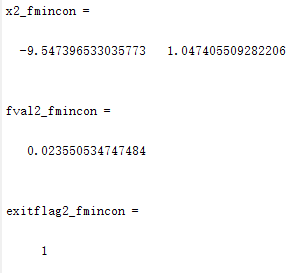 x2_fmincon =
-9.547396533035773 1.047405509282206
fval2_fmincon =
0.023550534747484
exitflag2_fmincon =
1